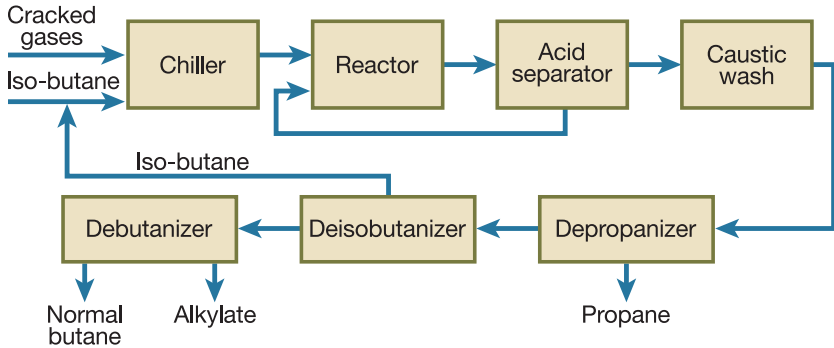 Cracked
gases
Iso-butane
Chiller
Reactor
Acid
separator
Caustic
wash
Iso-butane
Debutanizer
Deisobutanizer
Depropanizer
Normal
butane
Alkylate
Propane